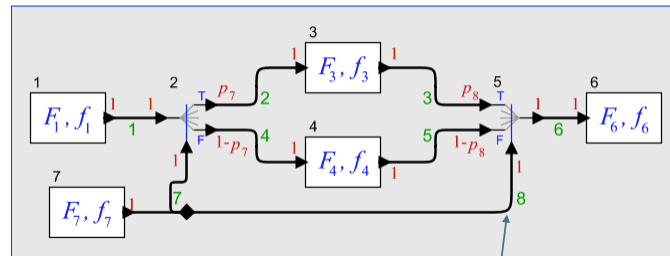 3
1 1
F₃, f₃
1 2 p₇ 2 3 p₈ 5 6
T T
F₁, f₁ 1 1 1 1 F₆, f₆
1 6
F 4 4 5 F
1 1-p₇ 1 F₄, f₄ 1 1-p₈ 1
7
F₇, f₇ 1 7 8